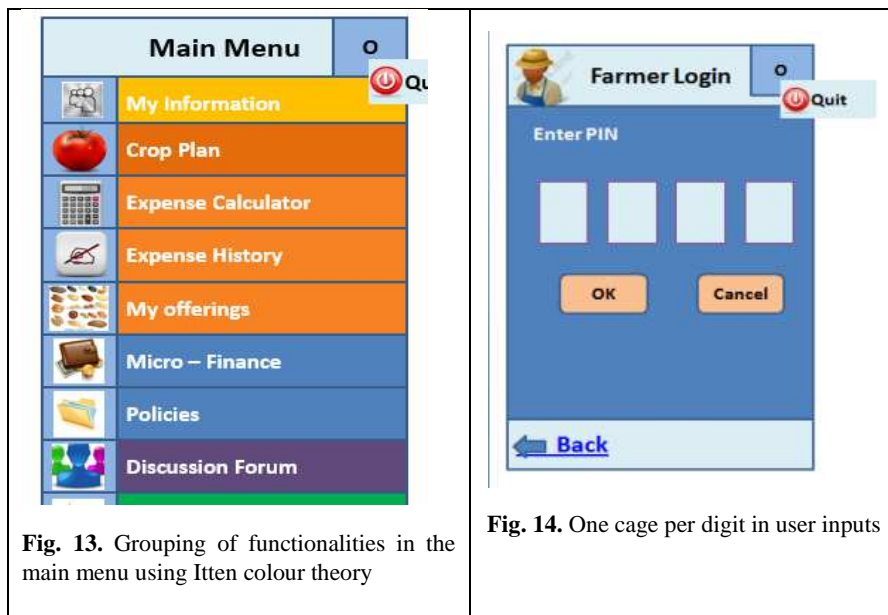 Main Menu
O
Qu
My Information
Crop Plan
Expense Calculator
Expense History
My offerings
Micro – Finance
Policies
Discussion Forum
Fig. 13. Grouping of functionalities in the
main menu using Itten colour theory
Farmer Login
O
Quit
Enter PIN
OK
Cancel
Back
Fig. 14. One cage per digit in user inputs